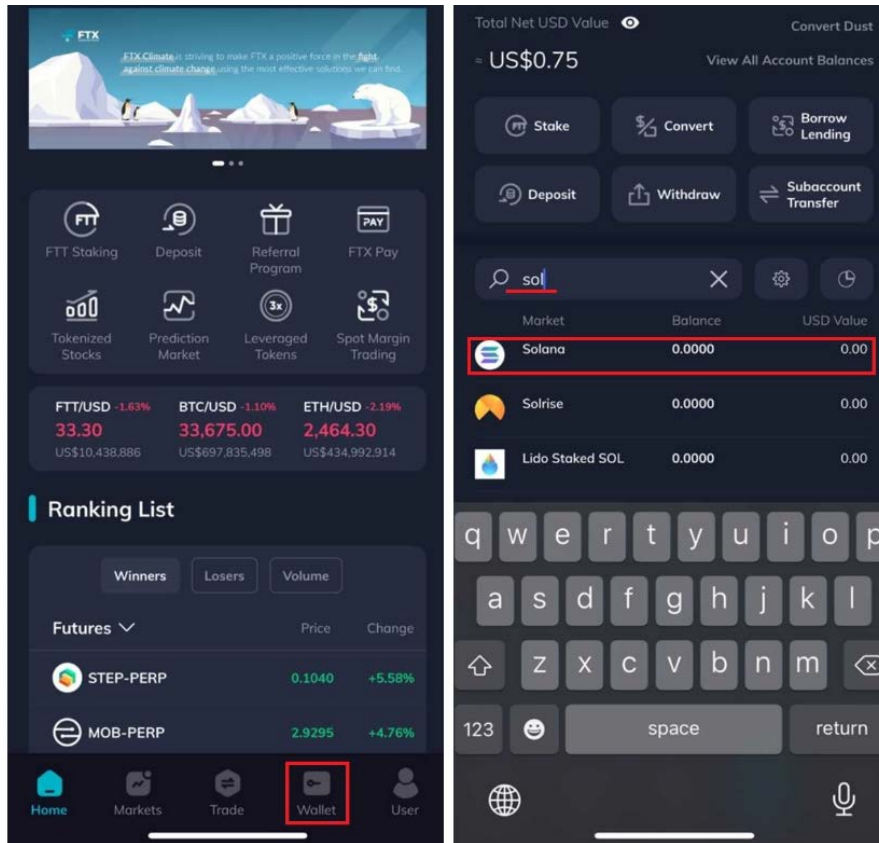 FTX
FTX Climate is striving to make FTX a positive force in the fight
against climate change using the most effective solutions we can find.
FTT
PAY
FTT Staking Deposit Referral Program FTX Pay
3x
Tokenized Stocks Prediction Market Leveraged Tokens Spot Margin Trading
FTT/USD -1.63% BTC/USD -1.10% ETH/USD -2.19%
33.30 33,675.00 2,464.30
US$10,438,886 US$697,835,498 US$434,992,914
Ranking List
Winners Losers Volume
Futures Price Change
STEP-PERP 0.1040 +5.58%
MOB-PERP 2.9295 +4.76%
Home Markets Trade Wallet User
Total Net USD Value Convert Dust
≈ US$0.75 View All Account Balances
FTT Stake Convert Borrow Lending
Deposit Withdraw Subaccount Transfer
sol
Market Balance USD Value
Solana 0.0000 0.00
Solrise 0.0000 0.00
Lido Staked SOL 0.0000 0.00
q w e r t y u i o p
a s d f g h j k l
z x c v b n m
123 space return